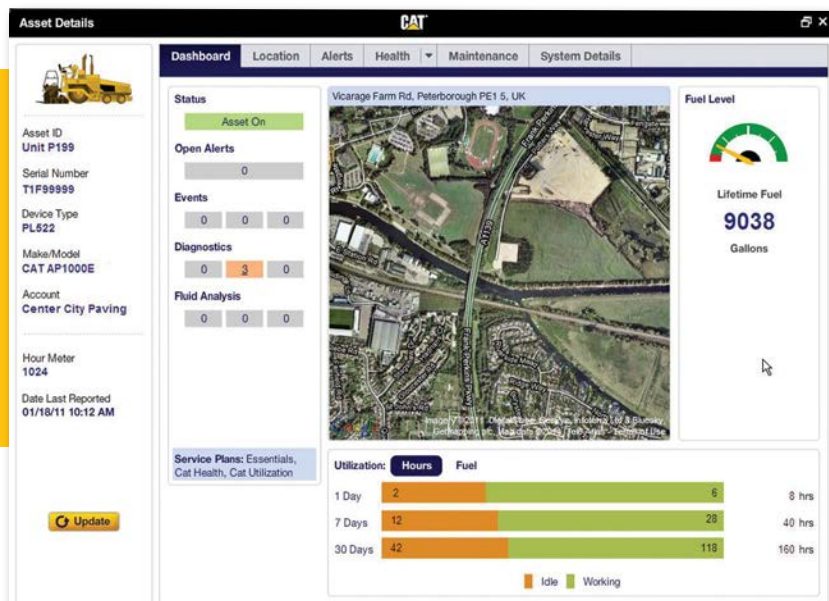 Asset Details
CAT
Dashboard Location Alerts Health Maintenance System Details
Asset ID
Unit P199
Serial Number
T1F99999
Device Type
PL522
Make/Model
CAT AP1000E
Account
Center City Paving
Hour Meter
1024
Date Last Reported
01/18/11 10:12 AM
Update
Status
Asset On
Open Alerts
0
Events
0 0 0
Diagnostics
0 3 0
Fluid Analysis
0 0 0
Service Plans: Essentials,
Cat Health, Cat Utilization
Vicarage Farm Rd, Peterborough PE1 5, UK
Frank Perkins Pkwy
Fuel Level
Lifetime Fuel
9038
Gallons
Utilization: Hours Fuel
1 Day 2 6 8 hrs
7 Days 12 28 40 hrs
30 Days 42 118 160 hrs
Idle Working